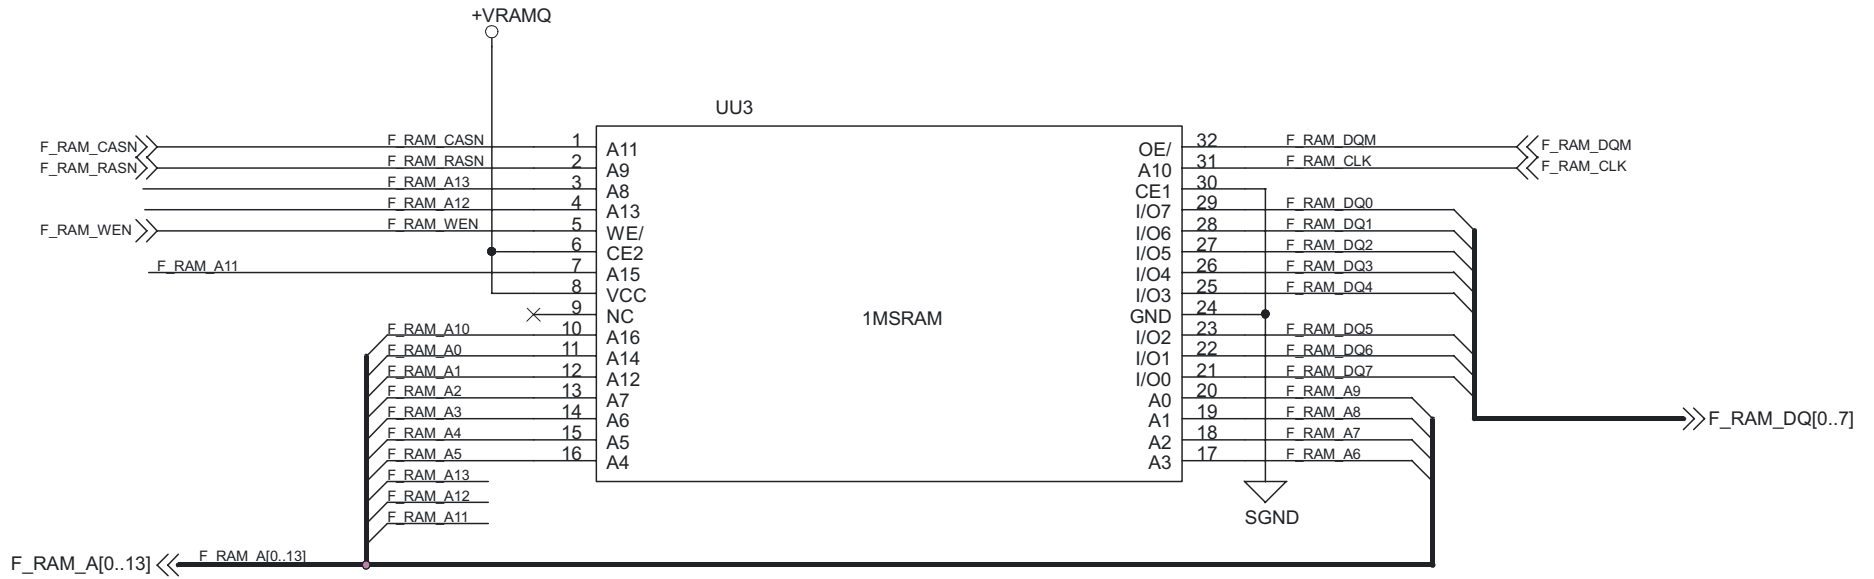 +VRAMQ
UU3
F_RAM_CASN F_RAM_CASN 1 A11 OE/ 32 F_RAM_DQM F_RAM_DQM
F_RAM_RASN F_RAM_RASN 2 A9 A10 31 F_RAM_CLK F_RAM_CLK
F_RAM_A13 3 A8 CE1 30
F_RAM_A12 4 A13 I/O7 29 F_RAM_DQ0
F_RAM_WEN F_RAM_WEN 5 WE/ I/O6 28 F_RAM_DQ1
6 CE2 I/O5 27 F_RAM_DQ2
F_RAM_A11 7 A15 I/O4 26 F_RAM_DQ3
8 VCC I/O3 25 F_RAM_DQ4
9 NC GND 24
1MSRAM
F_RAM_A10 10 A16 I/O2 23 F_RAM_DQ5
F_RAM_A0 11 A14 I/O1 22 F_RAM_DQ6
F_RAM_A1 12 A12 I/O0 21 F_RAM_DQ7
F_RAM_A2 13 A7 A0 20 F_RAM_A9
F_RAM_A3 14 A6 A1 19 F_RAM_A8
F_RAM_DQ[0..7]
F_RAM_A4 15 A5 A2 18 F_RAM_A7
F_RAM_A5 16 A4 A3 17 F_RAM_A6
F_RAM_A13
F_RAM_A12
F_RAM_A11
SGND
F_RAM_A[0..13] F_RAM_A[0..13]